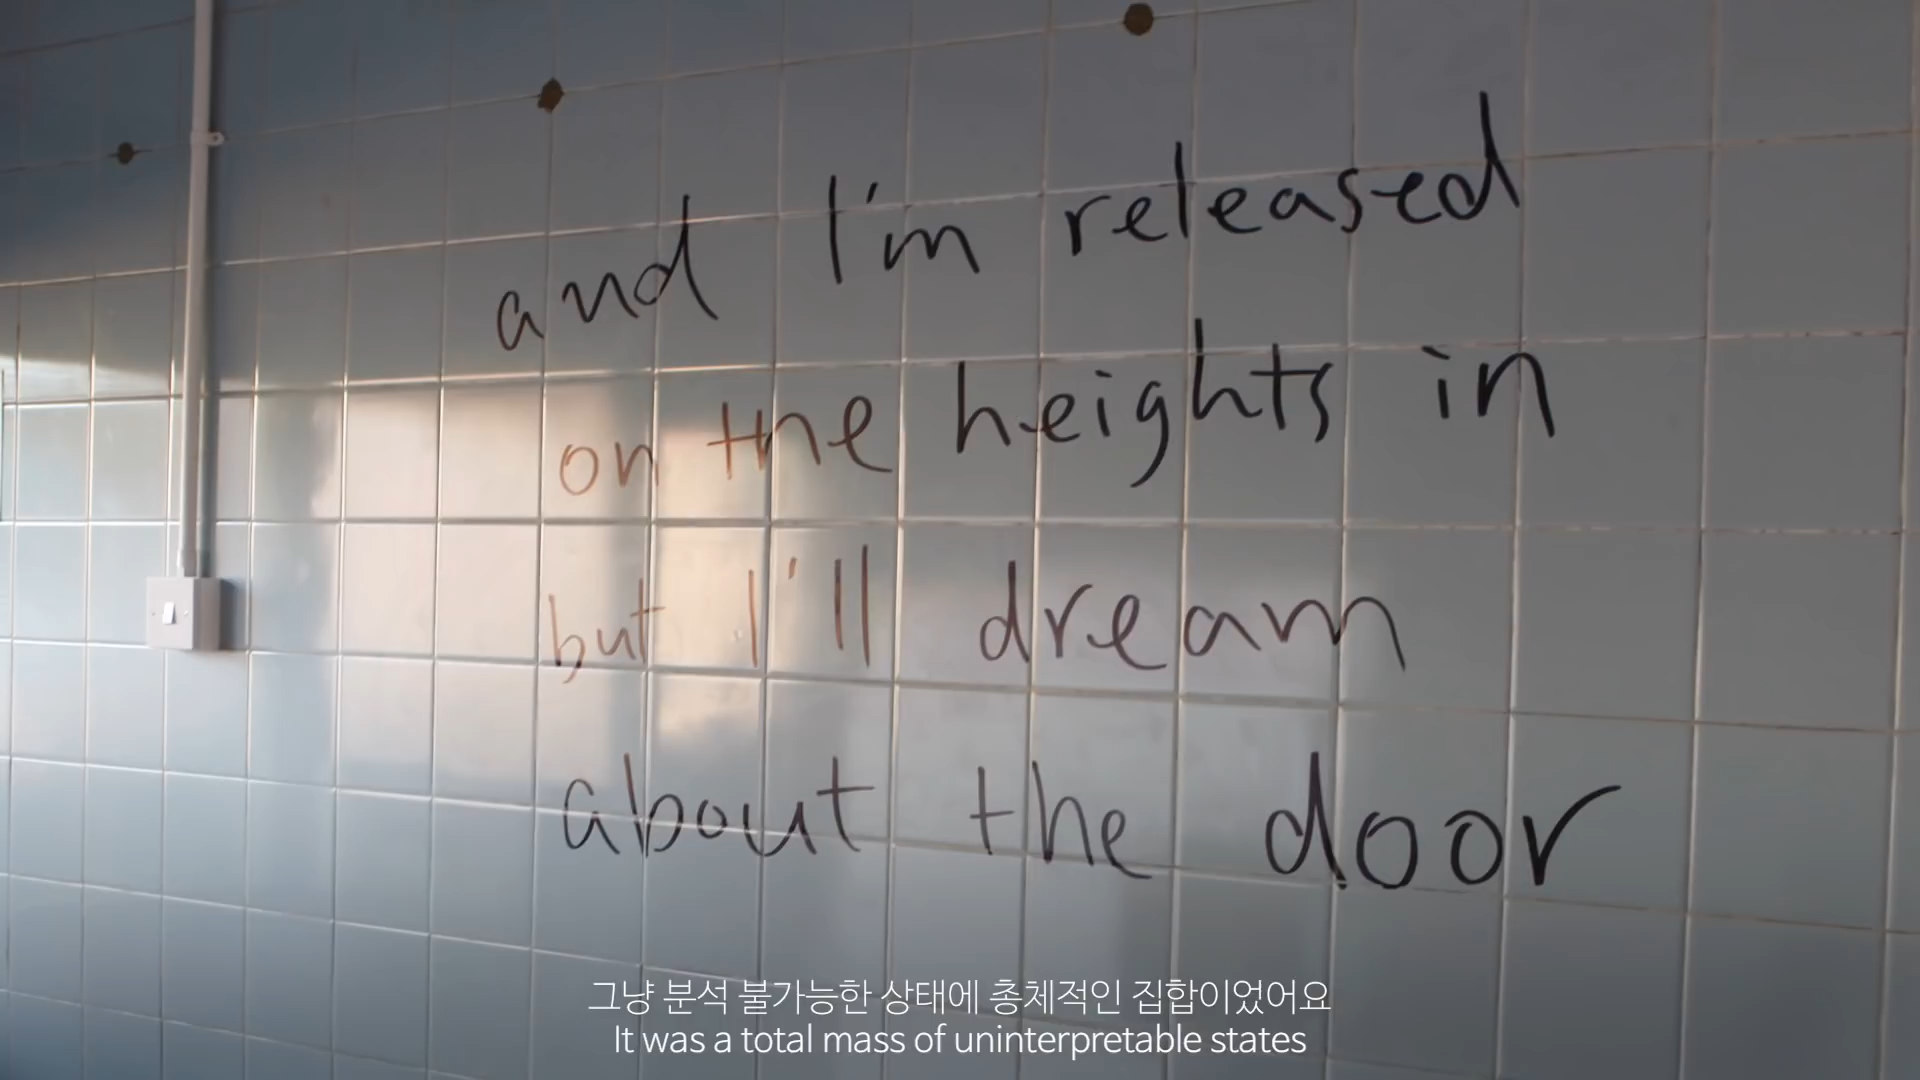 and I'm released
on the heights in
but I'll dream
about the door
그냥 분석 불가능한 상태에 총체적인 집합이었어요
It was a total mass of uninterpretable states